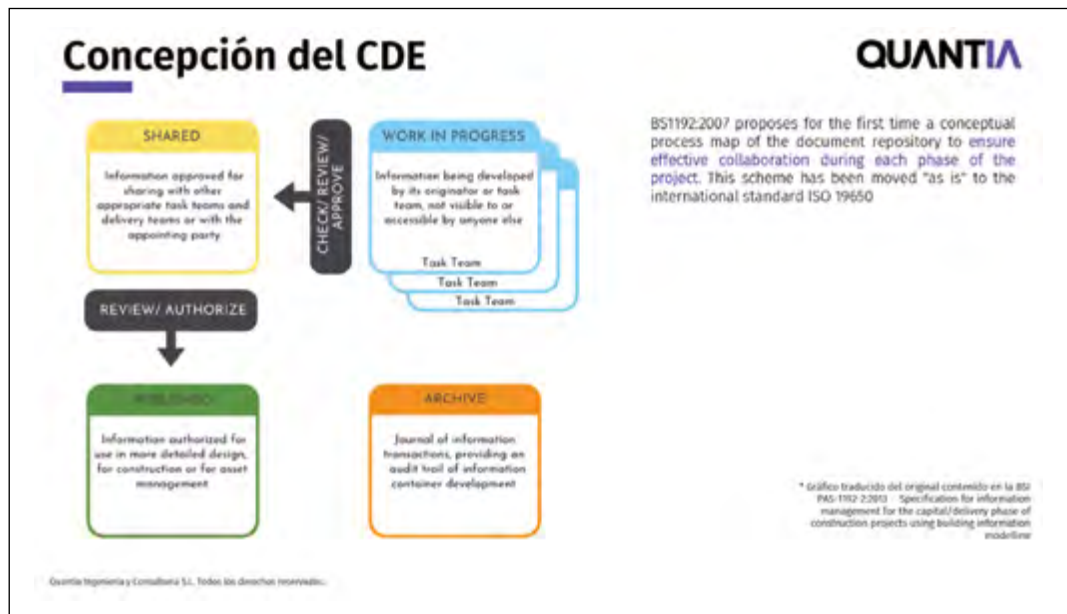 Concepción del CDE
QUANTIA
SHARED
Information approved for
sharing with other
appropriate task teams and
delivery teams or with the
appointing party
CHECK/ REVIEW/
APPROVE
WORK IN PROGRESS
Information being developed
by its originator or task
team, not visible to or
accessible by anyone else
Task Team
Task Team
Task Team
REVIEW/ AUTHORIZE
Information authorized for
use in more detailed design,
for construction or for asset
management
ARCHIVE
Journal of information
transactions, providing an
audit trail of information
container development
BS1192:2007 proposes for the first time a conceptual
process map of the document repository to ensure
effective collaboration during each phase of the
project. This scheme has been moved "as is" to the
international standard ISO 19650
* Gráfico traducido del original contenido en la BSI
PAS-1192-2:2013 Specification for information
management for the capital/delivery phase of
construction projects using building information
modelline
Quantia Ingeniería y Consultoría S.L. Todos los derechos reservados.